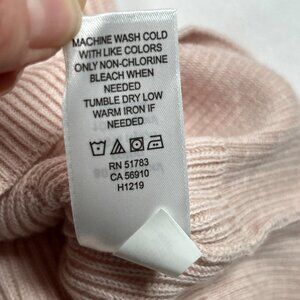 MACHINE WASH COLD
WITH LIKE COLORS
ONLY NON-CHLORINE
BLEACH WHEN
NEEDED
TUMBLE DRY LOW
WARM IRON IF
NEEDED
RN 51783
CA 56910
H1219